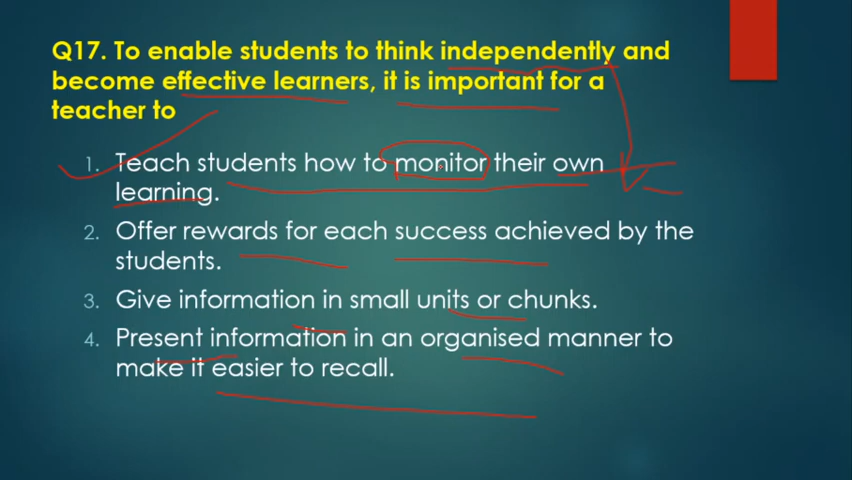 Q17. To enable students to think independently and
become effective learners, it is important for a
teacher to
1. Teach students how to monitor their own
learning.
2. Offer rewards for each success achieved by the
students.
3. Give information in small units or chunks.
4. Present information in an organised manner to
make it easier to recall.